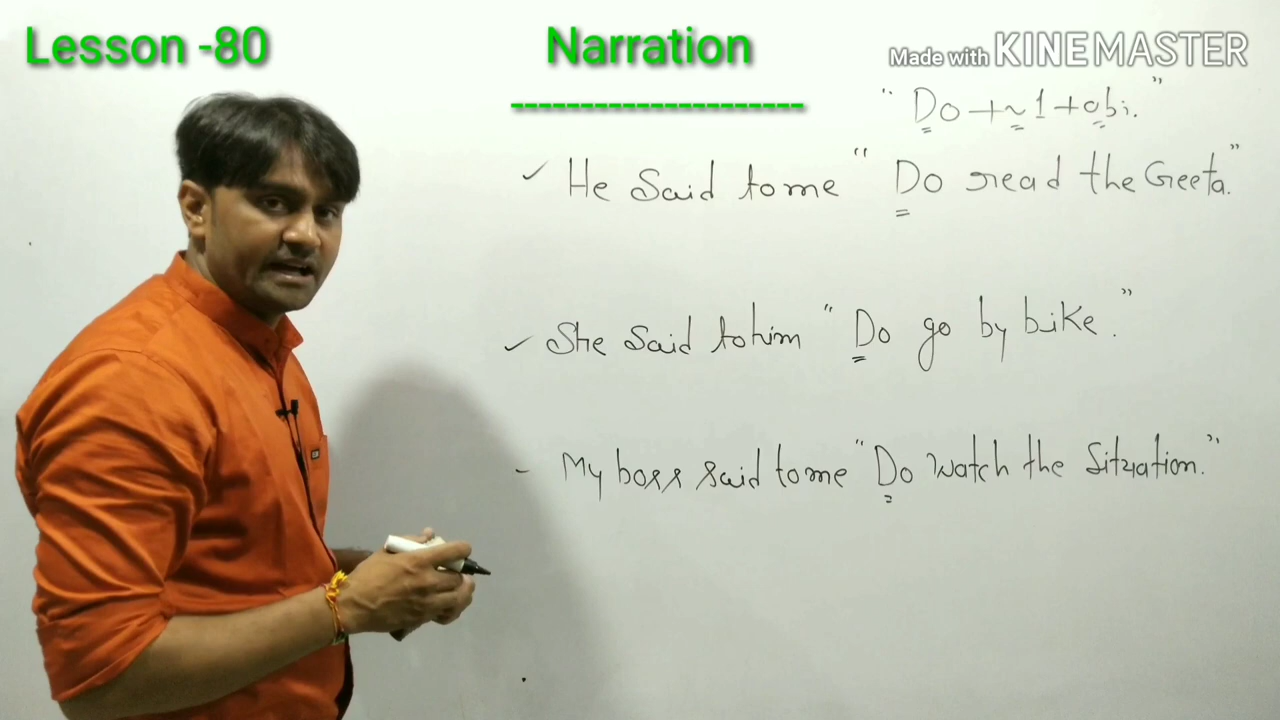 Lesson -80
Narration
Made with KINEMASTER
---------------------
" Do + ~ 1 + obj. "
✓ He Said to me " Do read the Geeta. "
✓ She Said to him " Do go by bike. "
- My boss said to me " Do watch the Situation. "